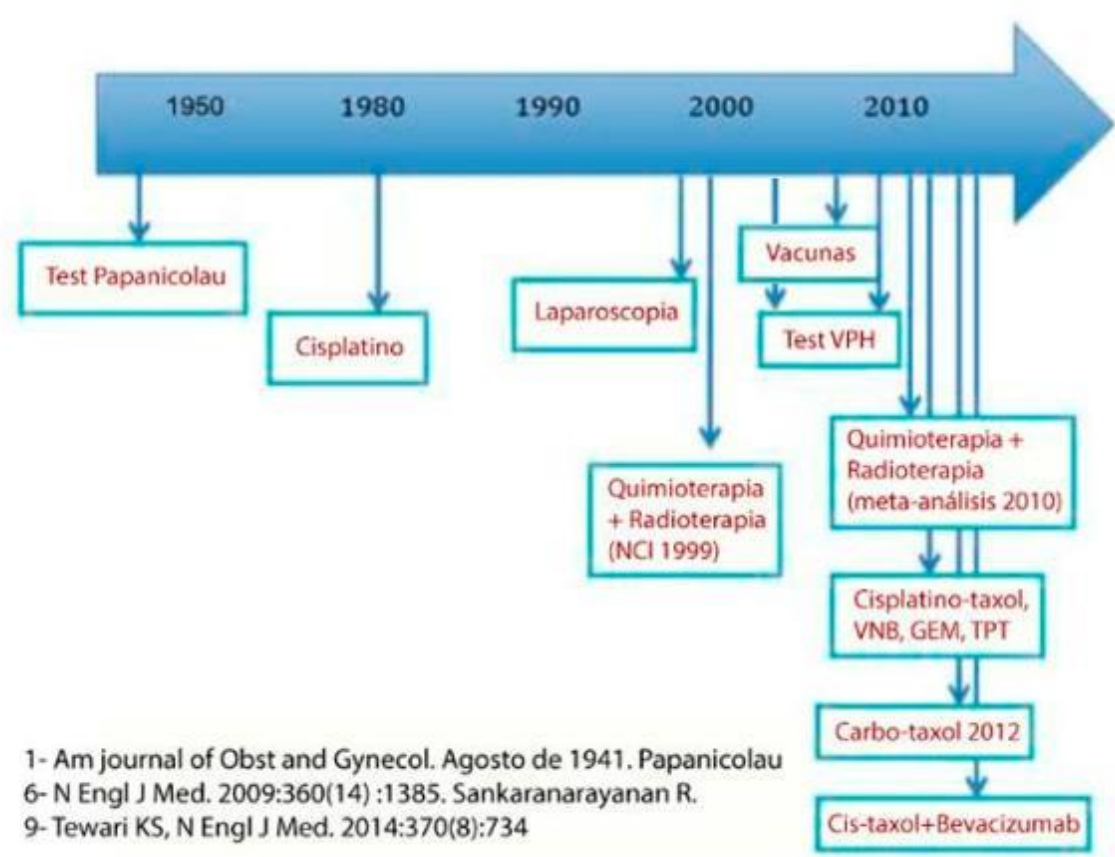 1950
1980
1990
2000
2010
Test Papanicolau
Cisplatino
Laparoscopia
Quimioterapia
+ Radioterapia
(NCI 1999)
Vacunas
Test VPH
Quimioterapia +
Radioterapia
(meta-análisis 2010)
Cisplatino-taxol,
VNB, GEM, TPT
Carbo-taxol 2012
Cis-taxol+Bevacizumab
1- Am journal of Obst and Gynecol. Agosto de 1941. Papanicolau
6- N Engl J Med. 2009:360(14) :1385. Sankaranarayanan R.
9- Tewari KS, N Engl J Med. 2014:370(8):734